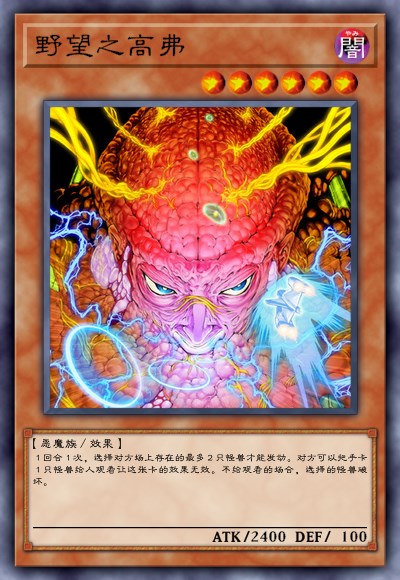 野望之高弗
やみ
闇
【恶魔族／效果】
１回合１次，选择对方场上存在的最多２只怪兽才能发动。对方可以把手卡
１只怪兽给人观看让这张卡的效果无效。不给观看的场合，选择的怪兽破
坏。
ATK/2400 DEF/ 100